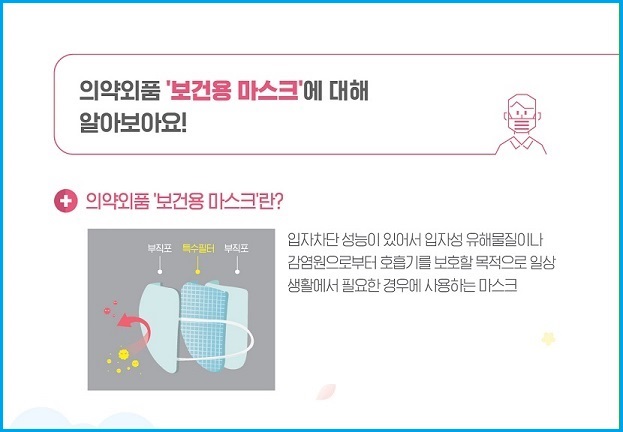 의약외품 '보건용 마스크'에 대해
알아보아요!
의약외품 '보건용 마스크'란?
부직포 특수필터 부직포
입자차단 성능이 있어서 입자성 유해물질이나
감염원으로부터 호흡기를 보호할 목적으로 일상
생활에서 필요한 경우에 사용하는 마스크